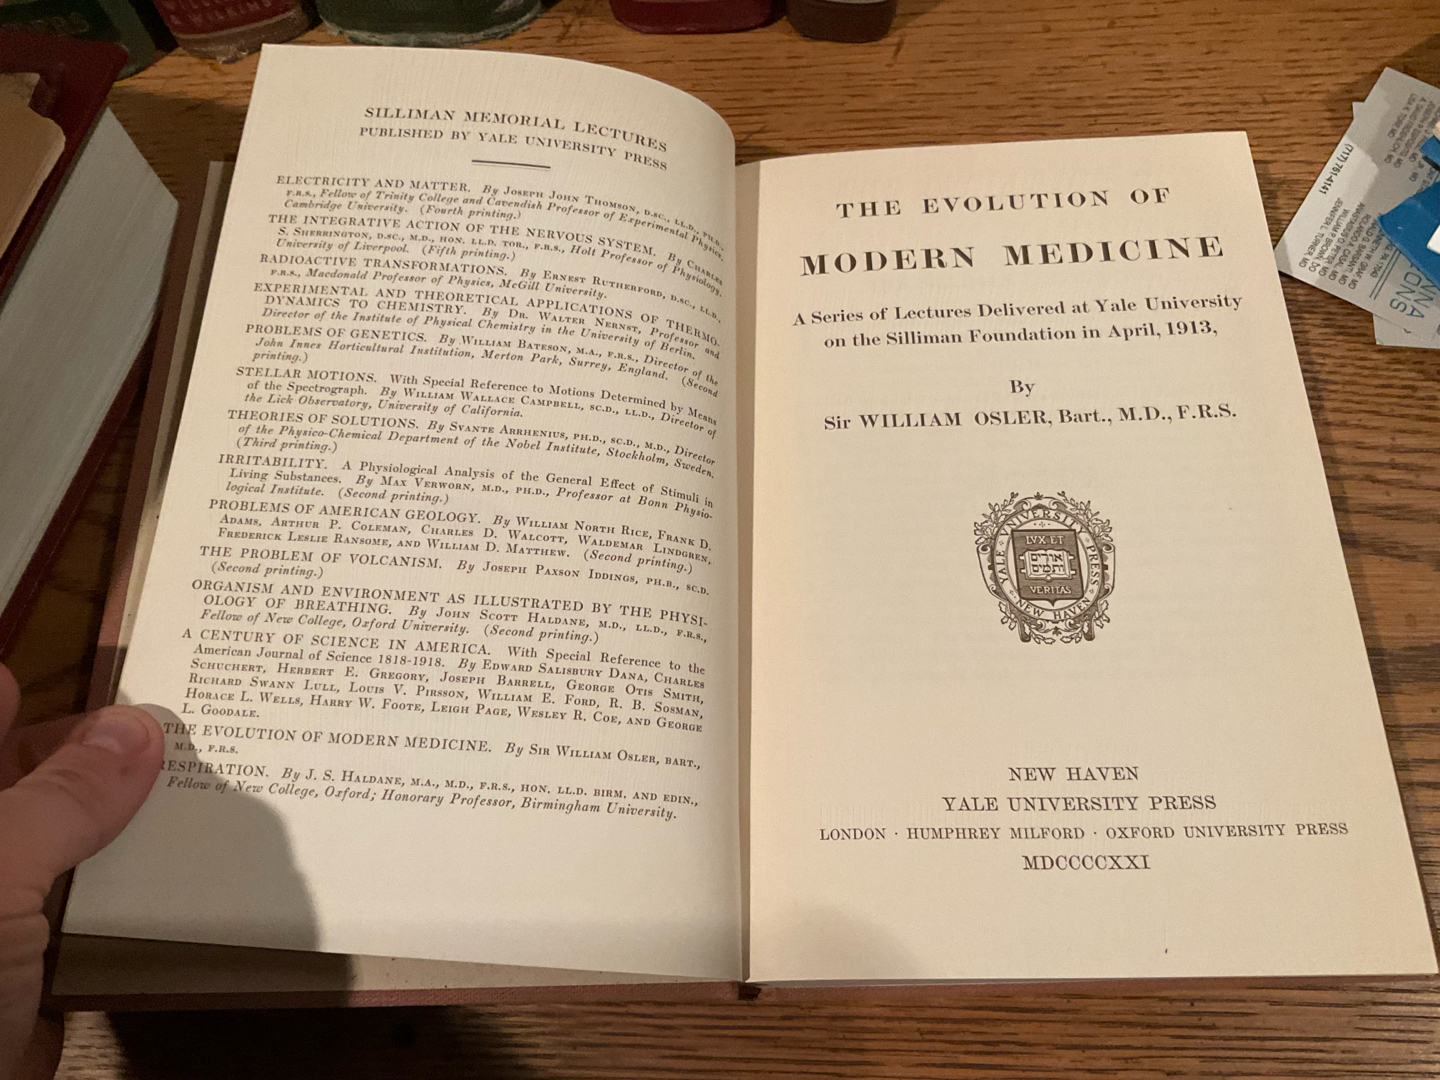 SILLIMAN MEMORIAL LECTURES
PUBLISHED BY YALE UNIVERSITY PRESS
ELECTRICITY AND MATTER. By JOSEPH JOHN THOMSON, D.SC., LL.D., PH.D.,
F.R.S., Fellow of Trinity College and Cavendish Professor of Experimental Physics,
Cambridge University. (Fourth printing.)
THE INTEGRATIVE ACTION OF THE NERVOUS SYSTEM. By CHARLES
S. SHERRINGTON, D.SC., M.D., HON. LL.D. TOR., F.R.S., Holt Professor of Physiology,
University of Liverpool. (Fifth printing.)
RADIOACTIVE TRANSFORMATIONS. By ERNEST RUTHERFORD, D.SC., LL.D.,
F.R.S., Macdonald Professor of Physics, McGill University.
EXPERIMENTAL AND THEORETICAL APPLICATIONS OF THERMO-
DYNAMICS TO CHEMISTRY. By DR. WALTER NERNST, Professor and
Director of the Institute of Physical Chemistry in the University of Berlin.
PROBLEMS OF GENETICS. By WILLIAM BATESON, M.A., F.R.S., Director of the
John Innes Horticultural Institution, Merton Park, Surrey, England. (Second
printing.)
STELLAR MOTIONS. With Special Reference to Motions Determined by Means
of the Spectrograph. By WILLIAM WALLACE CAMPBELL, SC.D., LL.D., Director of
the Lick Observatory, University of California.
THEORIES OF SOLUTIONS. By SVANTE ARRHENIUS, PH.D., SC.D., M.D., Director
of the Physico-Chemical Department of the Nobel Institute, Stockholm, Sweden.
(Third printing.)
IRRITABILITY. A Physiological Analysis of the General Effect of Stimuli in
Living Substances. By MAX VERWORN, M.D., PH.D., Professor at Bonn Physio-
logical Institute. (Second printing.)
PROBLEMS OF AMERICAN GEOLOGY. By WILLIAM NORTH RICE, FRANK D.
ADAMS, ARTHUR P. COLEMAN, CHARLES D. WALCOTT, WALDEMAR LINDGREN,
FREDERICK LESLIE RANSOME, AND WILLIAM D. MATTHEW. (Second printing.)
THE PROBLEM OF VOLCANISM. By JOSEPH PAXSON IDDINGS, PH.B., SC.D.
(Second printing.)
ORGANISM AND ENVIRONMENT AS ILLUSTRATED BY THE PHYSI-
OLOGY OF BREATHING. By JOHN SCOTT HALDANE, M.D., LL.D., F.R.S.,
Fellow of New College, Oxford University. (Second printing.)
A CENTURY OF SCIENCE IN AMERICA. With Special Reference to the
American Journal of Science 1818-1918. By EDWARD SALISBURY DANA, CHARLES
SCHUCHERT, HERBERT E. GREGORY, JOSEPH BARRELL, GEORGE OTIS SMITH,
RICHARD SWANN LULL, LOUIS V. PIRSSON, WILLIAM E. FORD, R. B. SOSMAN,
HORACE L. WELLS, HARRY W. FOOTE, LEIGH PAGE, WESLEY R. COE, AND GEORGE
L. GOODALE.
THE EVOLUTION OF MODERN MEDICINE. By SIR WILLIAM OSLER, BART.,
M.D., F.R.S.
RESPIRATION. By J. S. HALDANE, M.A., M.D., F.R.S., HON. LL.D. BIRM. AND EDIN.,
Fellow of New College, Oxford; Honorary Professor, Birmingham University.
THE EVOLUTION OF
MODERN MEDICINE
A Series of Lectures Delivered at Yale University
on the Silliman Foundation in April, 1913,
By
Sir WILLIAM OSLER, Bart., M.D., F.R.S.
YALE UNIVERSITY PRESS
LVX ET
אורים
ותמים
VERITAS
NEW HAVEN
NEW HAVEN
YALE UNIVERSITY PRESS
LONDON · HUMPHREY MILFORD · OXFORD UNIVERSITY PRESS
MDCCCCXXI
(717) 761-4141